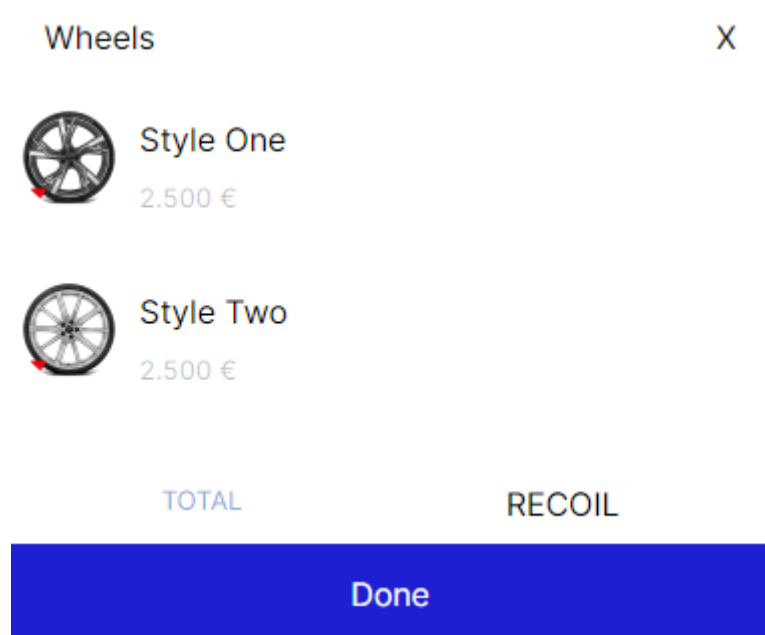 Wheels X
Style One
2.500 €
Style Two
2.500 €
TOTAL RECOIL
Done